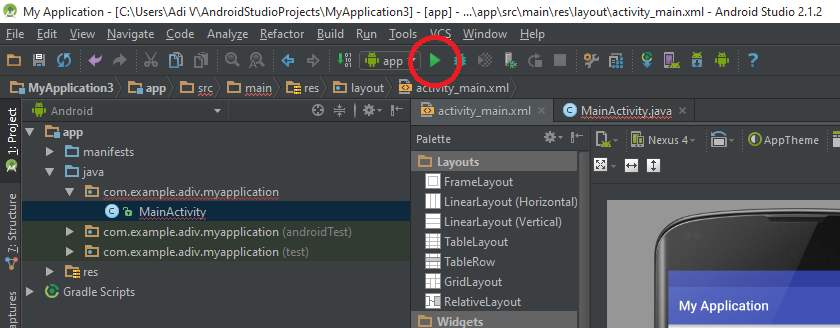 My Application - [C:\Users\Adi V\AndroidStudioProjects\MyApplication3] - [app] - ...\app\src\main\res\layout\activity_main.xml - Android Studio 2.1.2
File Edit View Navigate Code Analyze Refactor Build Run Tools VCS Window Help
app
MyApplication3 app src main res layout activity_main.xml
1: Project
Android
app
manifests
java
com.example.adiv.myapplication
MainActivity
com.example.adiv.myapplication (androidTest)
com.example.adiv.myapplication (test)
res
Gradle Scripts
7: Structure
aptures
activity_main.xml MainActivity.java
Palette
Layouts
FrameLayout
LinearLayout (Horizontal)
LinearLayout (Vertical)
TableLayout
TableRow
GridLayout
RelativeLayout
Widgets
Nexus 4 AppTheme
My Application